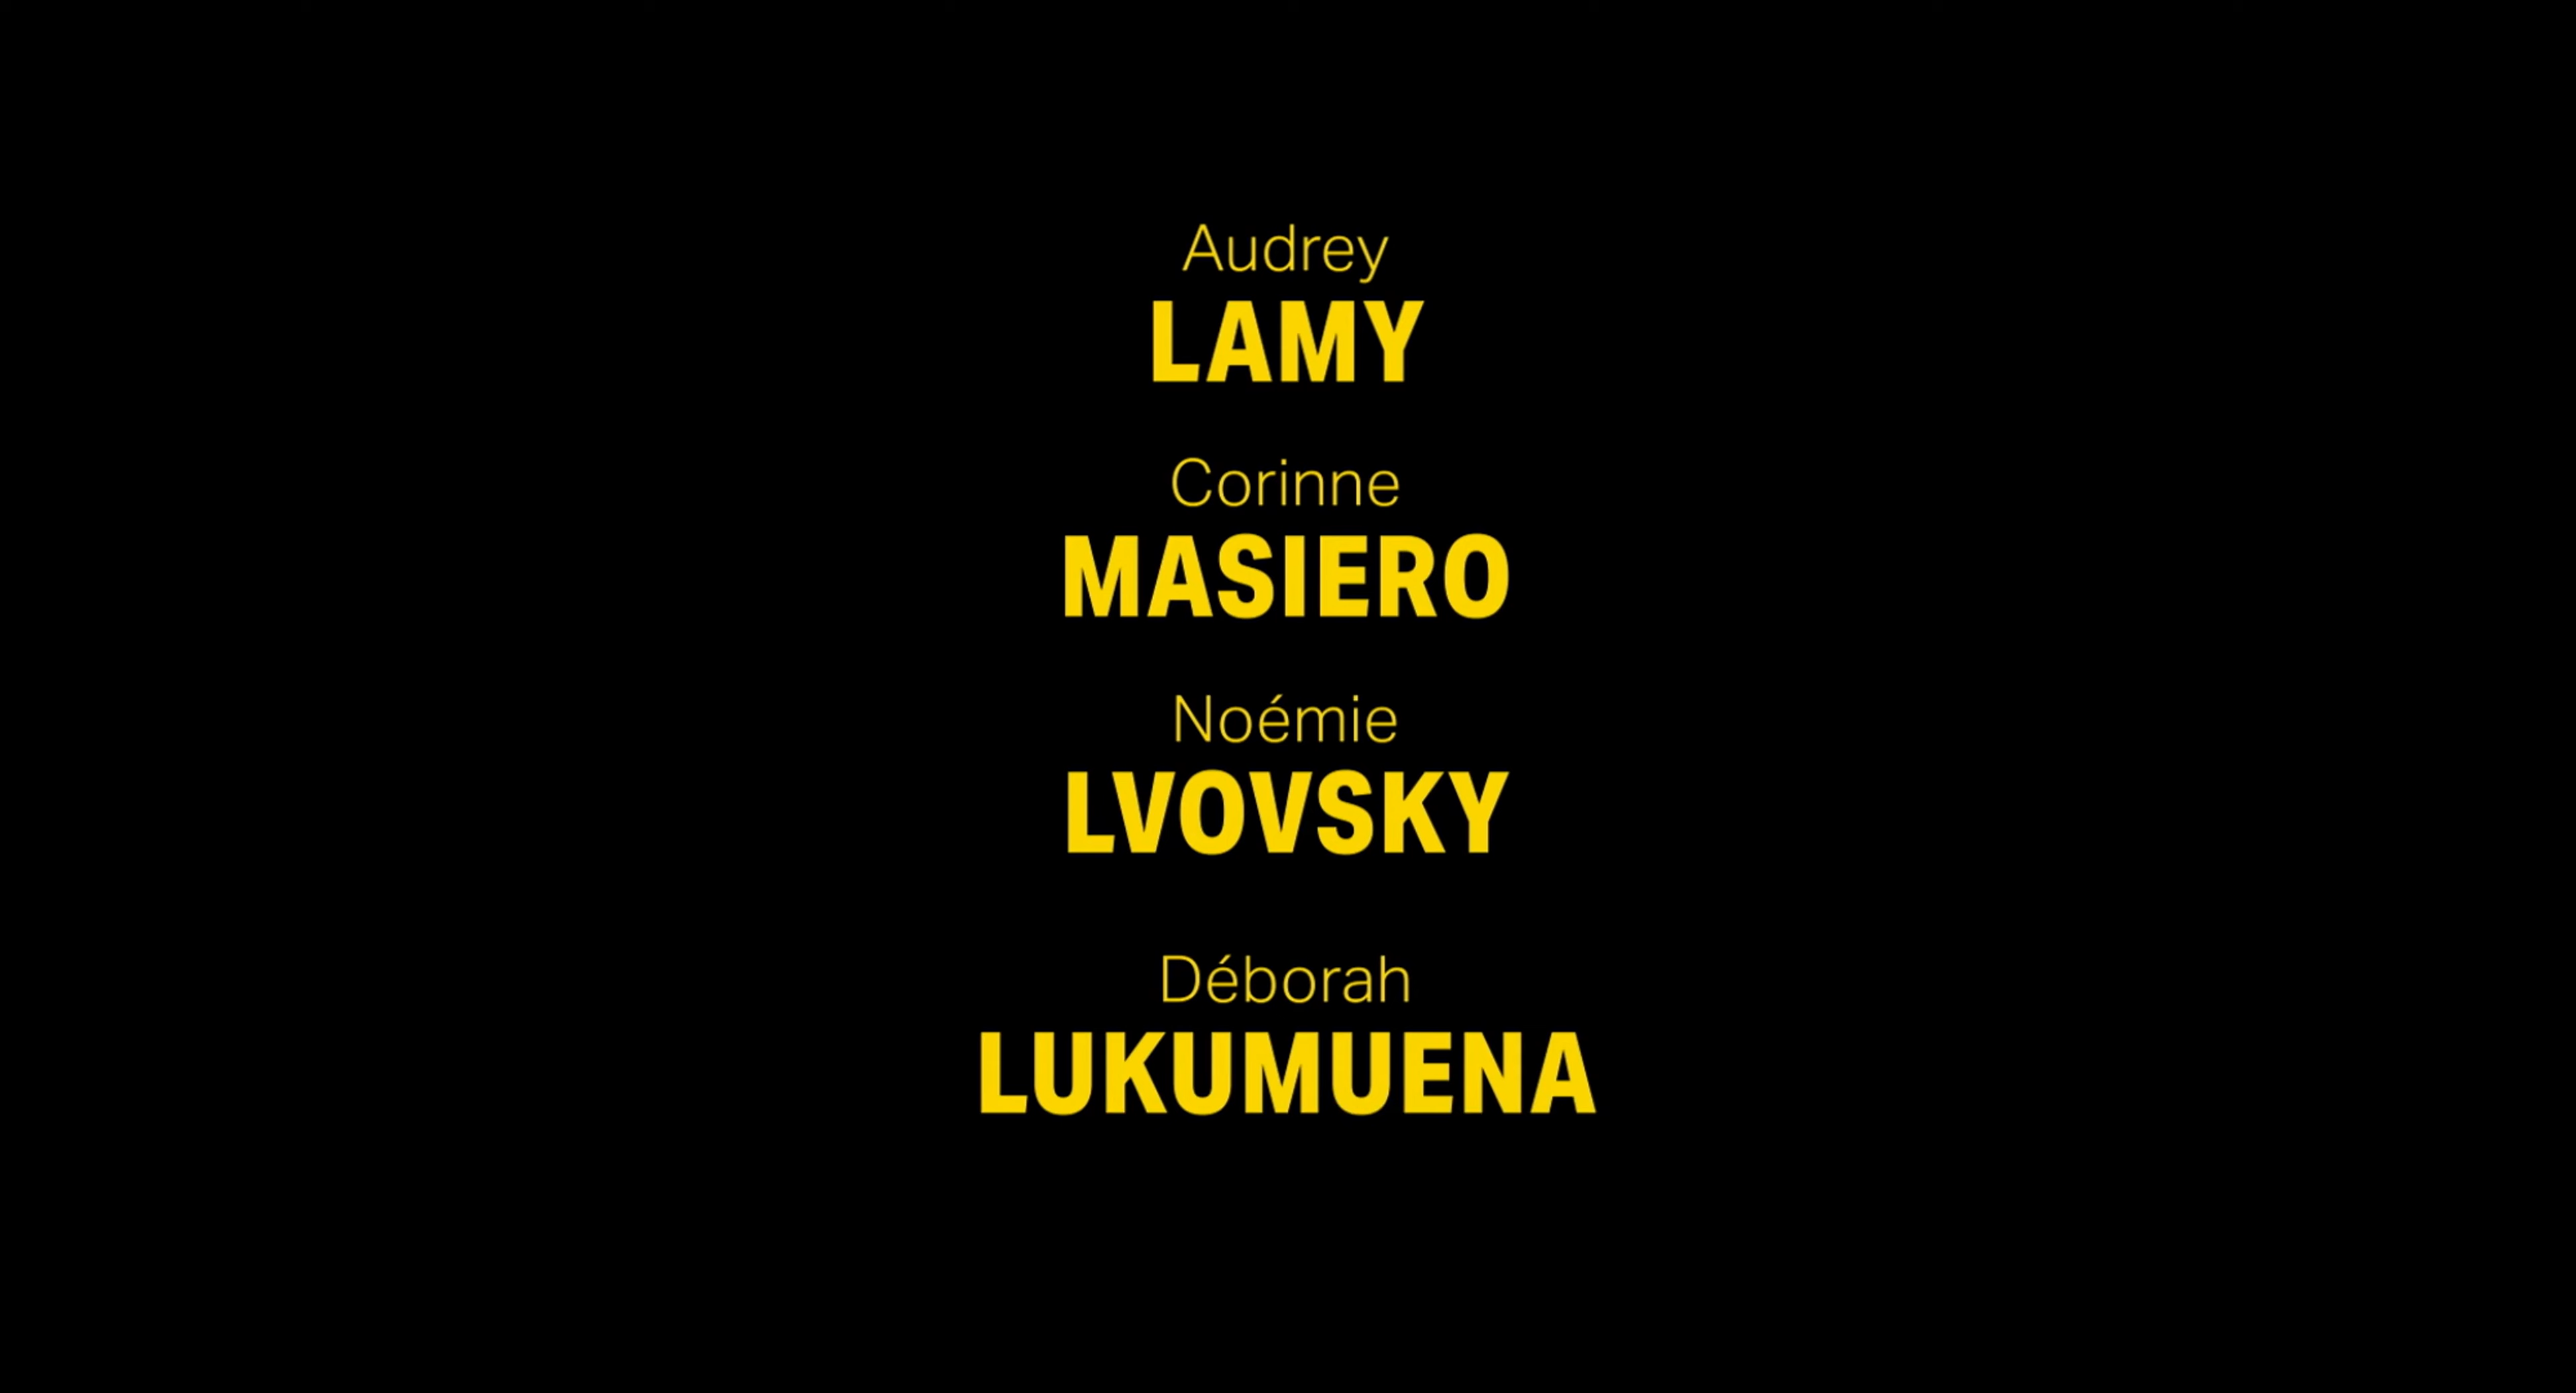 Audrey
LAMY
Corinne
MASIERO
Noémie
LVOVSKY
Déborah
LUKUMUENA